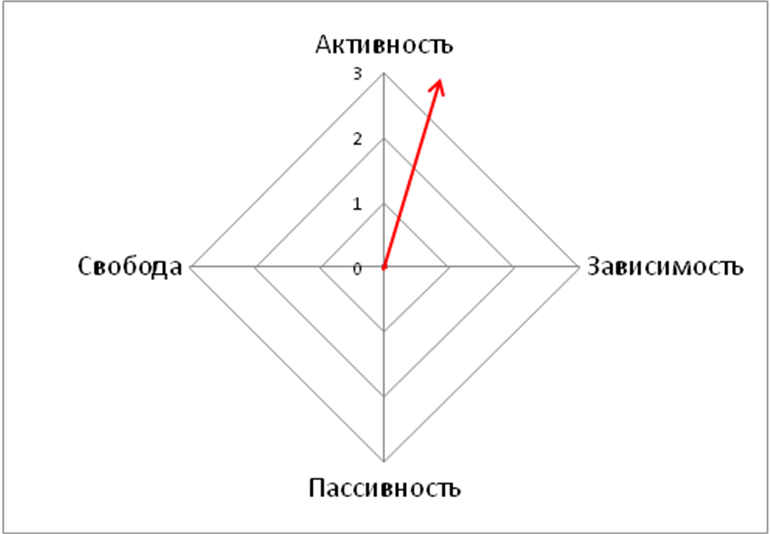 Активность
3
2
1
Свобода
0
Зависимость
Пассивность